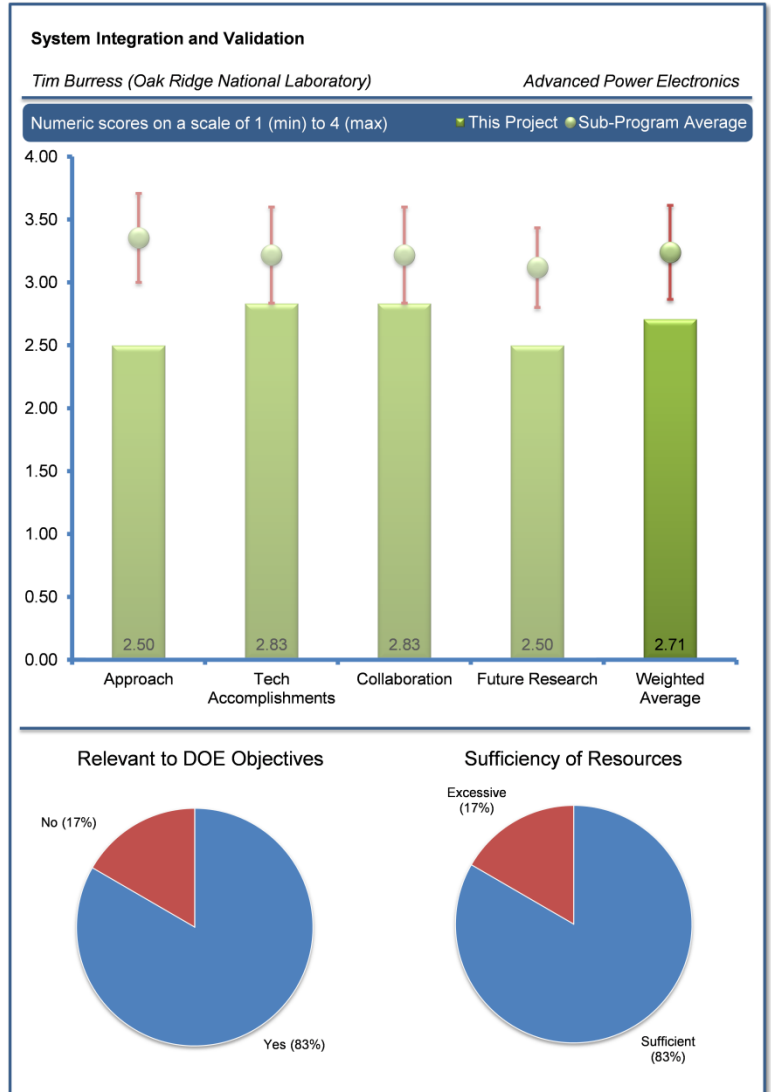 System Integration and Validation
Tim Burress (Oak Ridge National Laboratory) Advanced Power Electronics
Numeric scores on a scale of 1 (min) to 4 (max) This Project Sub-Program Average
4.00
3.50
3.00
2.50
2.00
1.50
1.00
0.50
0.00
2.50 2.83 2.83 2.50 2.71
Approach Tech Accomplishments Collaboration Future Research Weighted Average
Relevant to DOE Objectives Sufficiency of Resources
No (17%)
Yes (83%)
Excessive
(17%)
Sufficient
(83%)